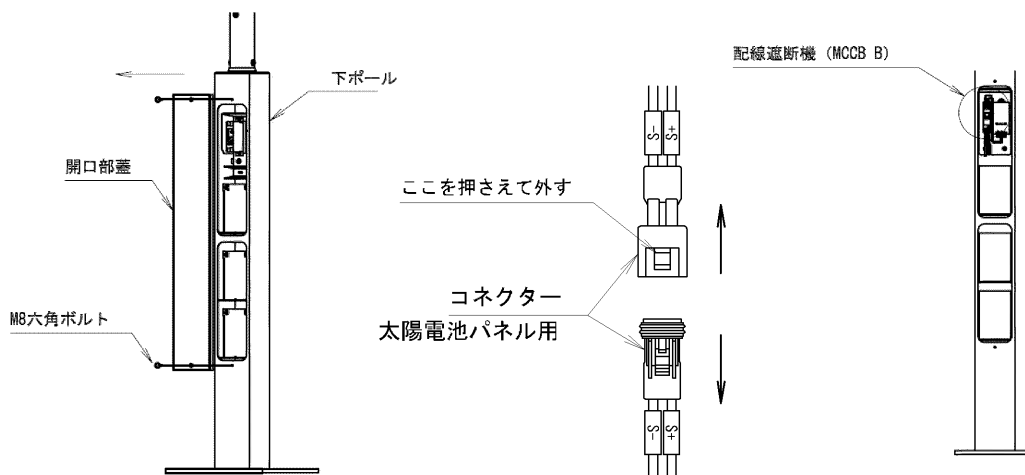 配線遮断機 (MCCB B)
下ポール
開口部蓋
ここを押さえて外す
コネクター
太陽電池パネル用
M8六角ボルト
S-
S+
S-
S+